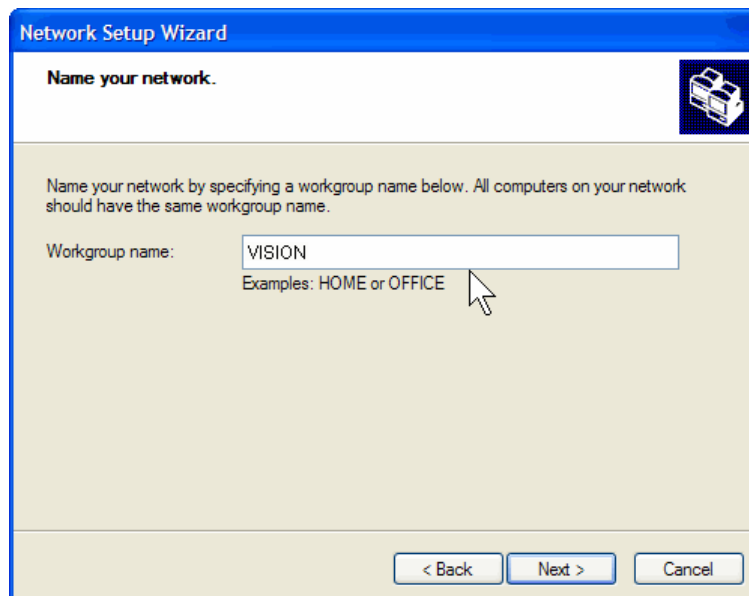 Network Setup Wizard
Name your network.
Name your network by specifying a workgroup name below. All computers on your network
should have the same workgroup name.
Workgroup name: VISION
Examples: HOME or OFFICE
< Back Next > Cancel